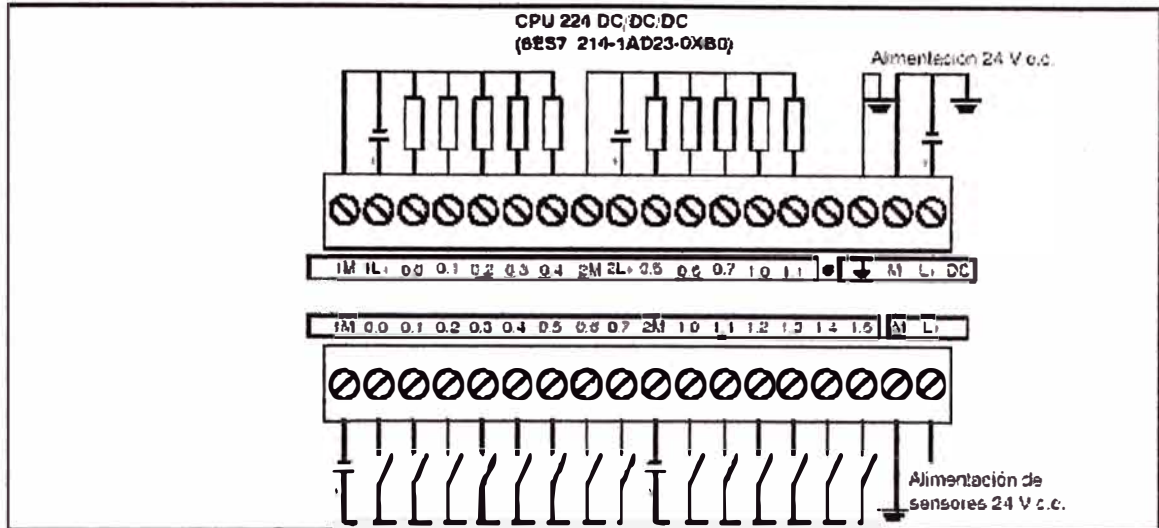 CPU 224 DC/DC/DC
(6ES7 214-1AD23-0XB0)
Alimentación 24 V c.c.
1M 1L+ 0.0 0.1 0.2 0.3 0.4 2M 2L+ 0.5 0.6 0.7 1.0 1.1 M L+ DC
1M 0.0 0.1 0.2 0.3 0.4 0.5 0.6 0.7 2M 1.0 1.1 1.2 1.3 1.4 1.5 M L+
Alimentación de
sensores 24 V c.c.